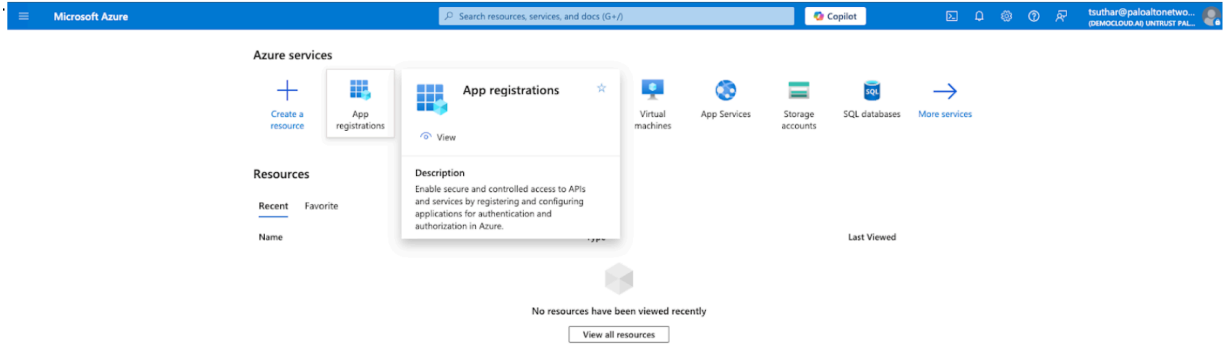 Microsoft Azure
Search resources, services, and docs (G+/)
Copilot
tsuthar@paloaltonetwo...
(DEMOCLOUD.AI) UNTRUST PAL...
Azure services
Create a
resource
App
registrations
App registrations
View
Description
Enable secure and controlled access to APIs
and services by registering and configuring
applications for authentication and
authorization in Azure.
Virtual
machines
App Services
Storage
accounts
SQL
SQL databases
More services
Resources
Recent
Favorite
Name
Type
Last Viewed
No resources have been viewed recently
View all resources